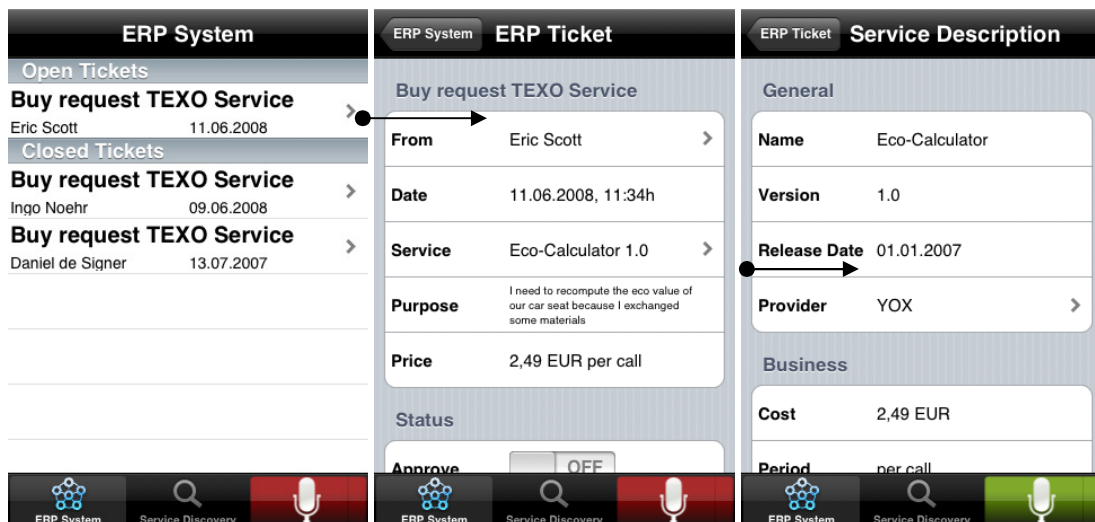 ERP System
Open Tickets
Buy request TEXO Service
Eric Scott 11.06.2008
Closed Tickets
Buy request TEXO Service
Ingo Noehr 09.06.2008
Buy request TEXO Service
Daniel de Signer 13.07.2007
ERP System Service Discovery
ERP System ERP Ticket
Buy request TEXO Service
From Eric Scott
Date 11.06.2008, 11:34h
Service Eco-Calculator 1.0
Purpose
I need to recompute the eco value of
our car seat because I exchanged
some materials
Price 2,49 EUR per call
Status
Approve OFF
ERP System Service Discovery
ERP Ticket Service Description
General
Name Eco-Calculator
Version 1.0
Release Date 01.01.2007
Provider YOX
Business
Cost 2,49 EUR
Period per call
ERP System Service Discovery